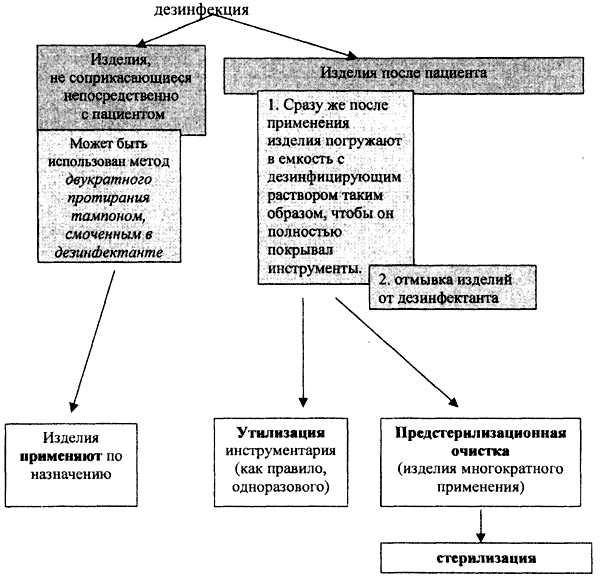 дезинфекция
Изделия,
не соприкасающиеся
непосредственно
с пациентом
Может быть
использован метод
двукратного
протирания
тампоном,
смоченным в
дезинфектанте
Изделия после пациента
1. Сразу же после
применения
изделия погружают
в емкость с
дезинфицирующим
раствором таким
образом, чтобы он
полностью
покрывал
инструменты.
2. отмывка изделий
от дезинфектанта
Изделия
применяют по
назначению
Утилизация
инструментария
(как правило,
одноразового)
Предстерилизационная
очистка
(изделия многократного
применения)
стерилизация